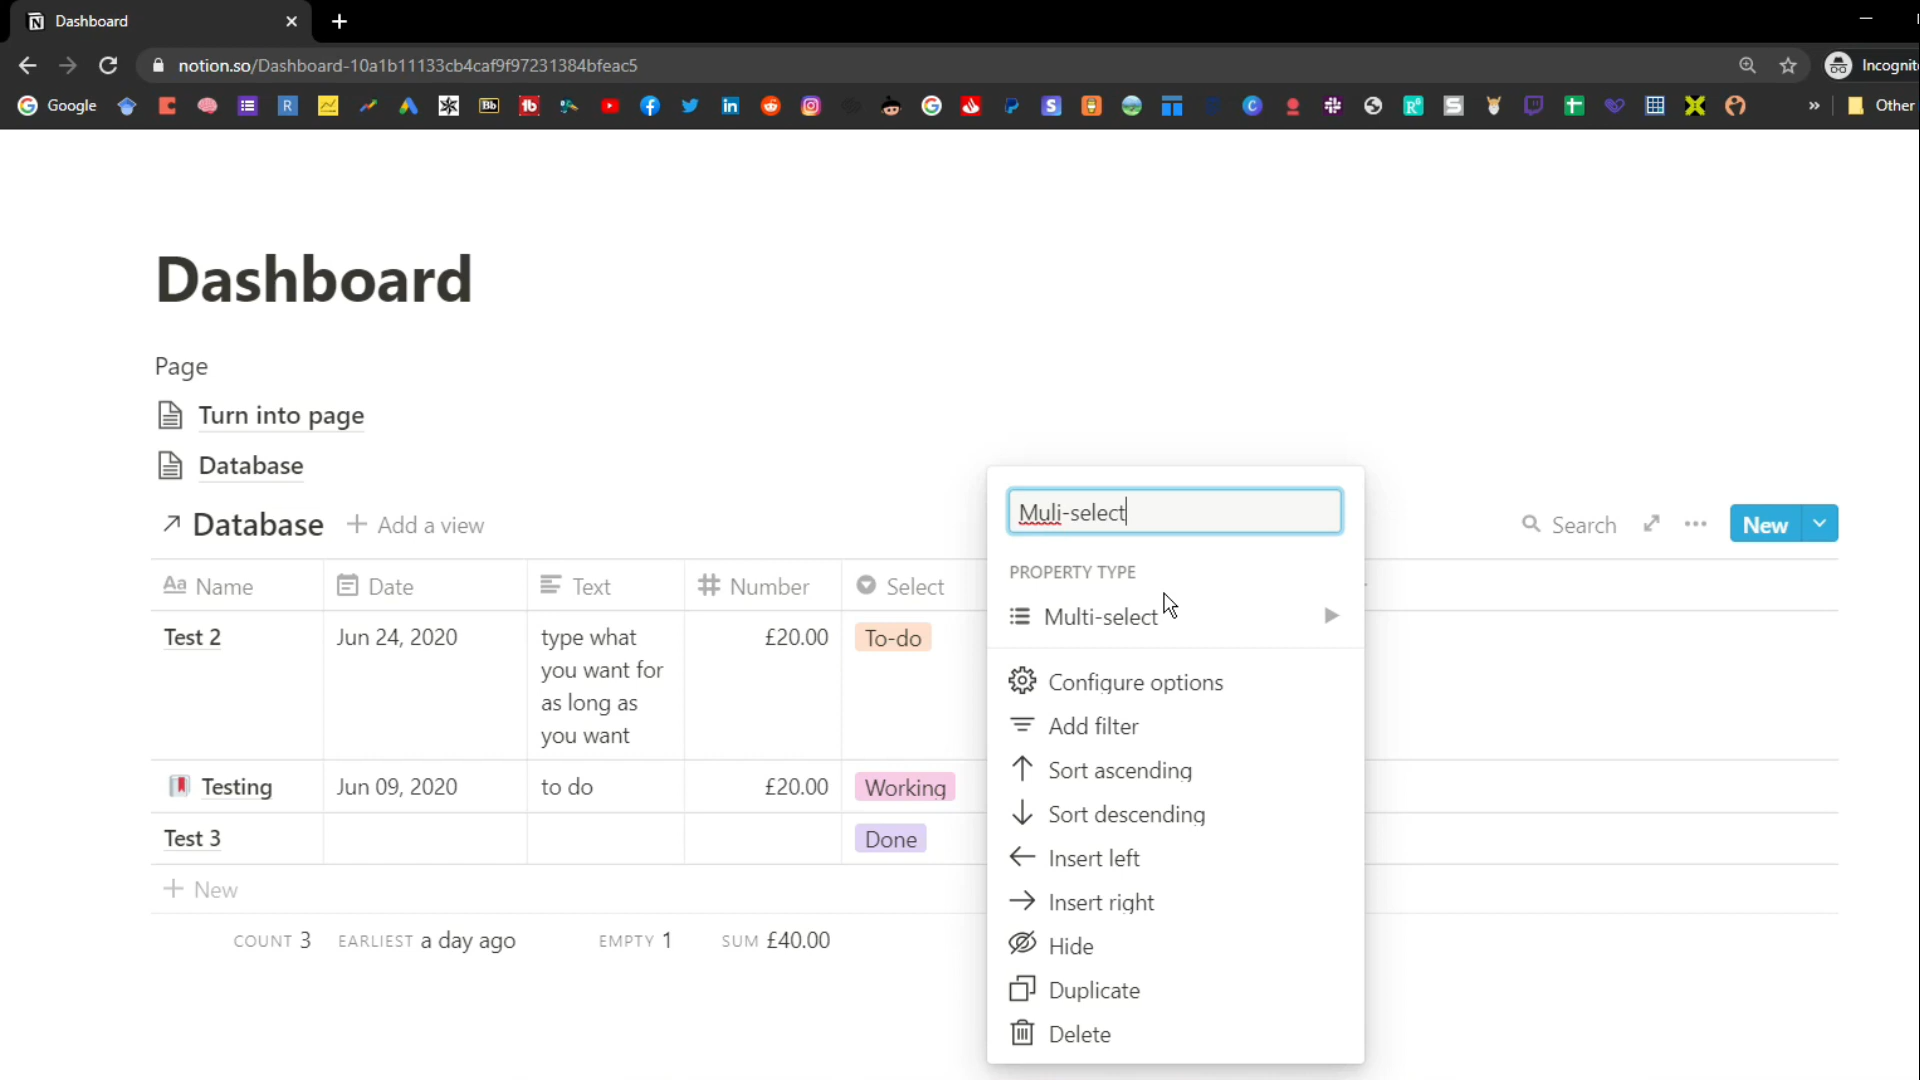 Dashboard
notion.so/Dashboard-10a1b11133cb4caf9f97231384bfeac5
Incognit
Google
Bb
Other
Dashboard
Page
Turn into page
Database
Database + Add a view
Search
New
Aa Name
Date
Text
# Number
Select
Test 2
Jun 24, 2020
type what
you want for
as long as
you want
£20.00
To-do
Testing
Jun 09, 2020
to do
£20.00
Working
Test 3
Done
+ New
COUNT 3
EARLIEST a day ago
EMPTY 1
SUM £40.00
Muli-select
PROPERTY TYPE
Multi-select
Configure options
Add filter
Sort ascending
Sort descending
Insert left
Insert right
Hide
Duplicate
Delete